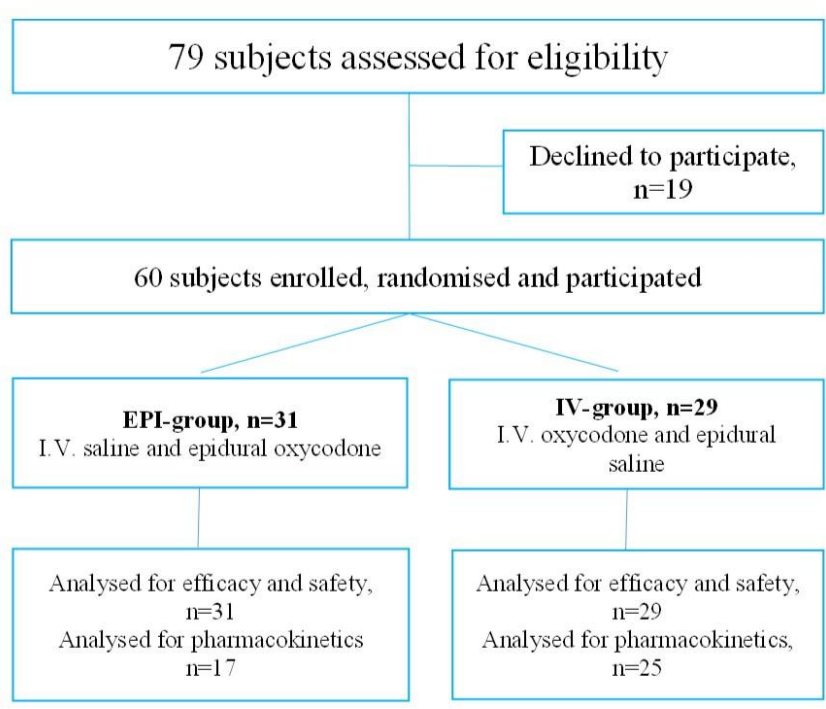 79 subjects assessed for eligibility
Declined to participate,
n=19
60 subjects enrolled, randomised and participated
EPI-group, n=31
I.V. saline and epidural oxycodone
IV-group, n=29
I.V. oxycodone and epidural
saline
Analysed for efficacy and safety,
n=31
Analysed for pharmacokinetics
n=17
Analysed for efficacy and safety,
n=29
Analysed for pharmacokinetics,
n=25